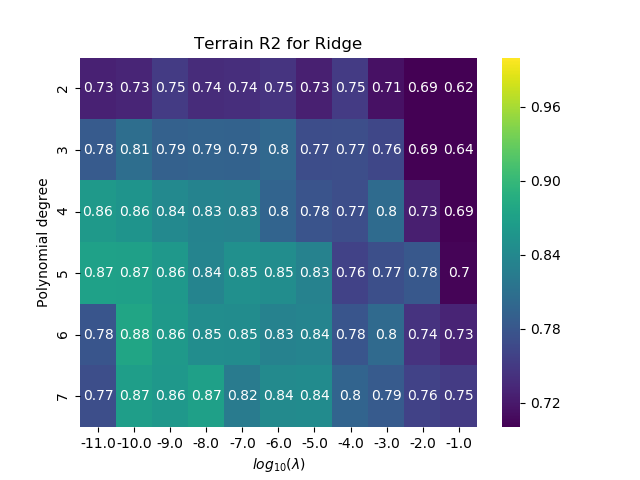 Terrain R2 for Ridge
2 0.73 0.73 0.75 0.74 0.74 0.75 0.73 0.75 0.71 0.69 0.62
3 0.78 0.81 0.79 0.79 0.79 0.8 0.77 0.77 0.76 0.69 0.64
4 0.86 0.86 0.84 0.83 0.83 0.8 0.78 0.77 0.8 0.73 0.69
5 0.87 0.87 0.86 0.84 0.85 0.85 0.83 0.76 0.77 0.78 0.7
6 0.78 0.88 0.86 0.85 0.85 0.83 0.84 0.78 0.8 0.74 0.73
7 0.77 0.87 0.86 0.87 0.82 0.84 0.84 0.8 0.79 0.76 0.75
-11.0 -10.0 -9.0 -8.0 -7.0 -6.0 -5.0 -4.0 -3.0 -2.0 -1.0
log₁₀(λ)
Polynomial degree
0.96
0.90
0.84
0.78
0.72